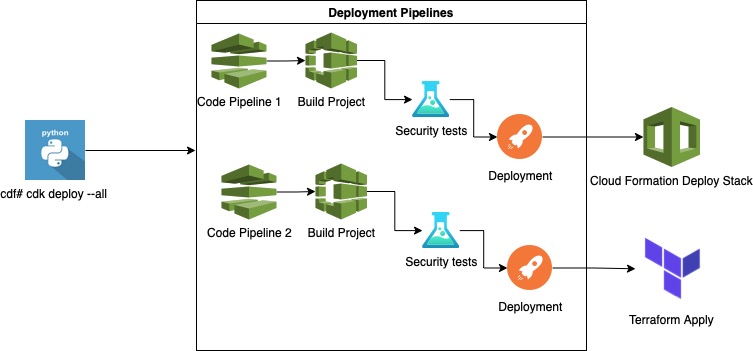 Deployment Pipelines
Code Pipeline 1
Build Project
Security tests
Deployment
Cloud Formation Deploy Stack
python
cdf# cdk deploy --all
Code Pipeline 2
Build Project
Security tests
Deployment
Terraform Apply